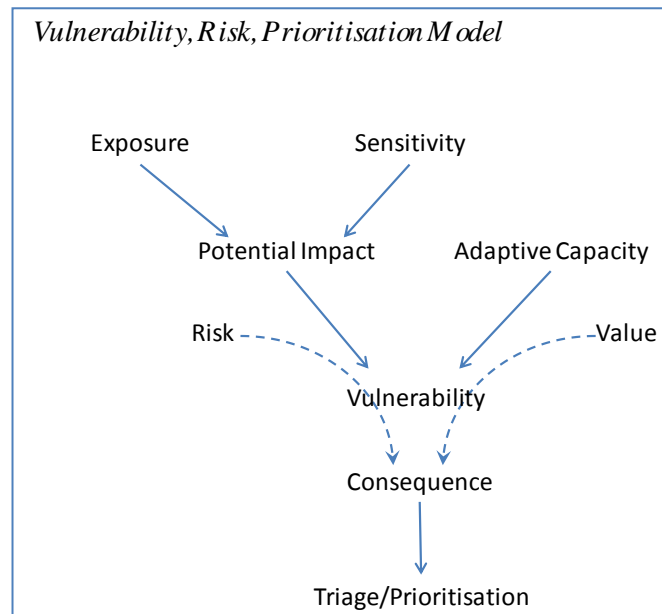 Vulnerability, Risk, Prioritisation Model
Exposure Sensitivity
Potential Impact Adaptive Capacity
Risk Value
Vulnerability
Consequence
Triage/Prioritisation